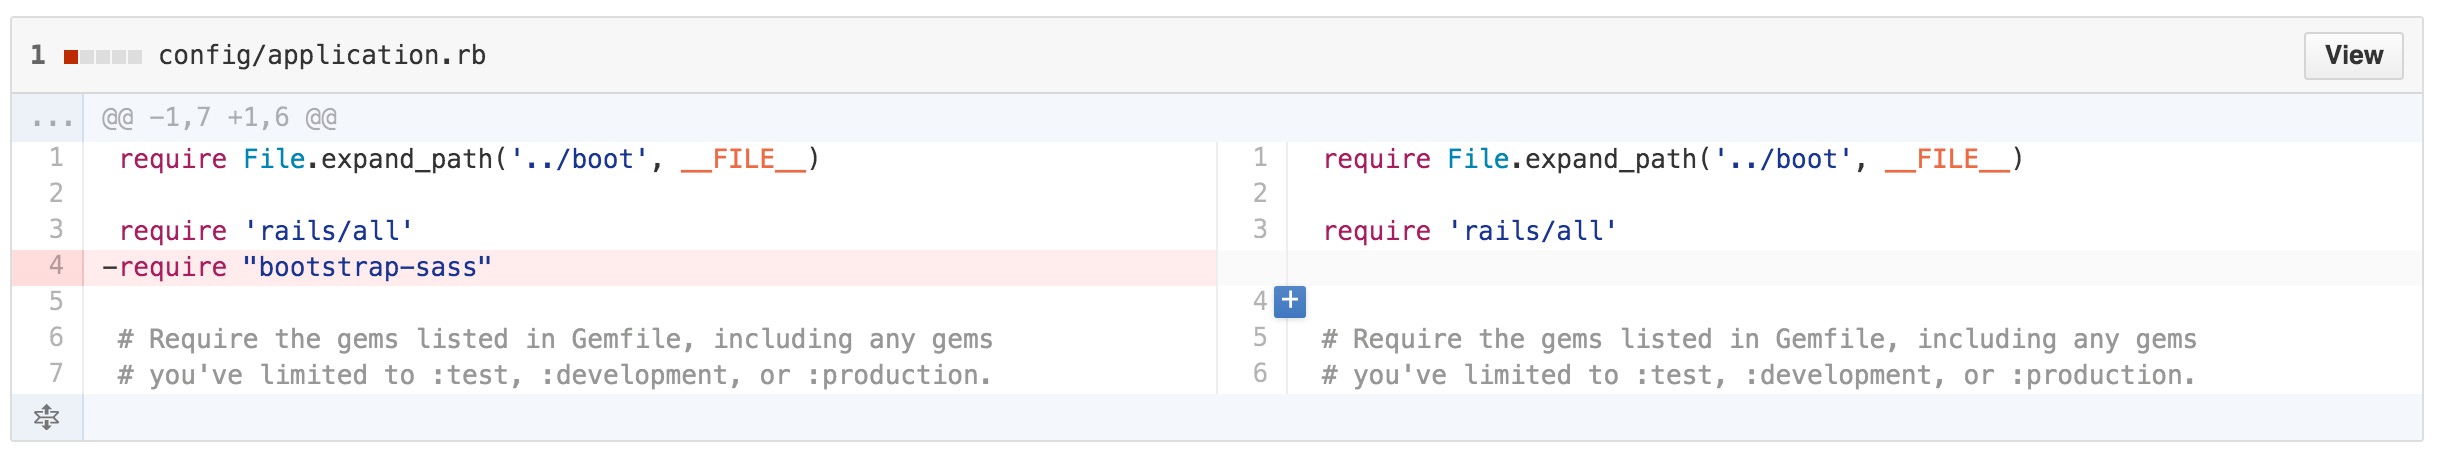 1 config/application.rb View
... @@ -1,7 +1,6 @@
1 require File.expand_path('../boot', __FILE__) 1 require File.expand_path('../boot', __FILE__)
2 2
3 require 'rails/all' 3 require 'rails/all'
4 -require "bootstrap-sass"
5 4 +
6 # Require the gems listed in Gemfile, including any gems 5 # Require the gems listed in Gemfile, including any gems
7 # you've limited to :test, :development, or :production. 6 # you've limited to :test, :development, or :production.